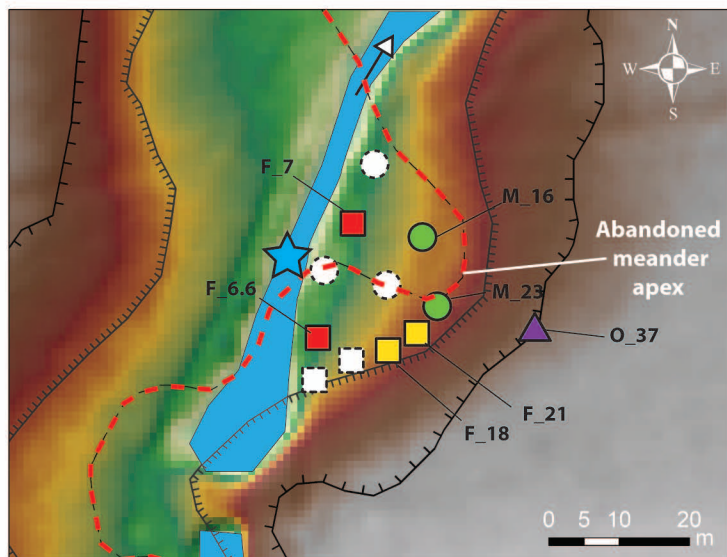 N
W E
S
F_7
M_16
Abandoned
meander
apex
F_6.6
M_23
O_37
F_21
F_18
0 5 10 20
m